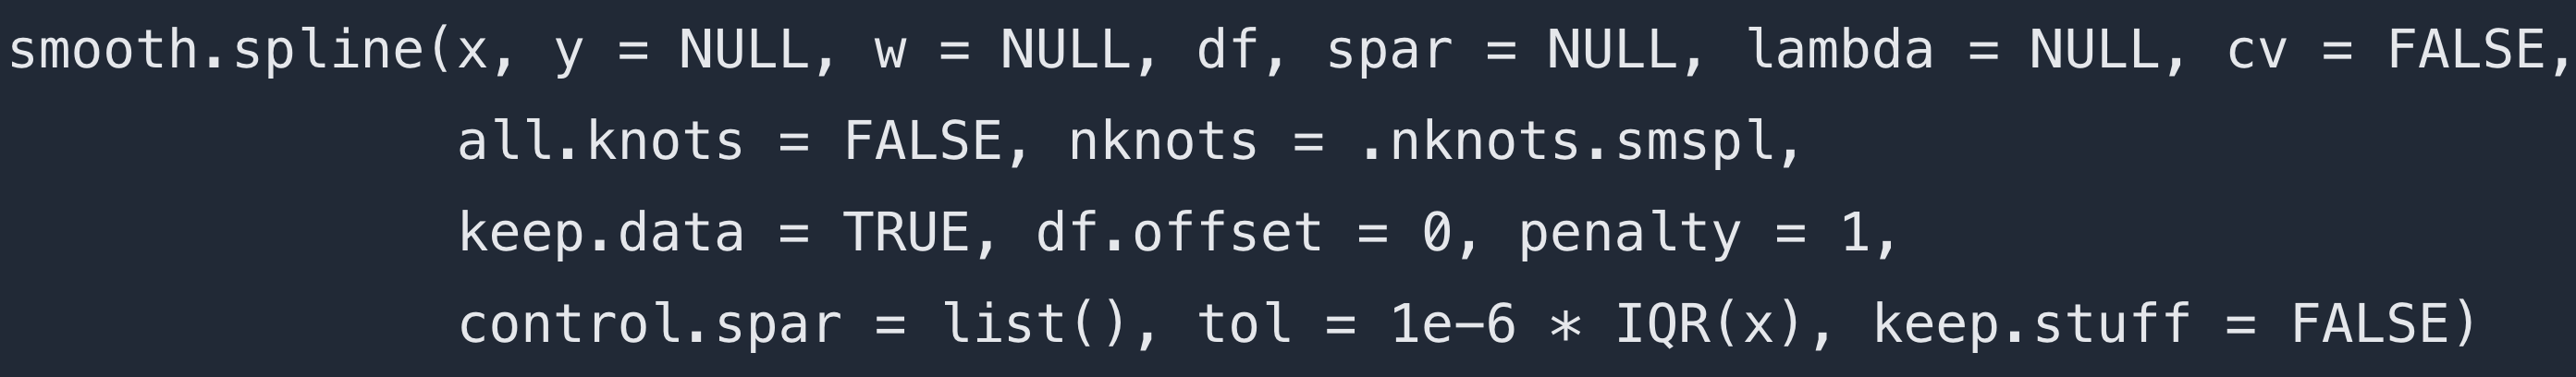 smooth.spline(x, y = NULL, w = NULL, df, spar = NULL, lambda = NULL, cv = FALSE,
              all.knots = FALSE, nknots = .nknots.smspl,
              keep.data = TRUE, df.offset = 0, penalty = 1,
              control.spar = list(), tol = 1e-6 * IQR(x), keep.stuff = FALSE)